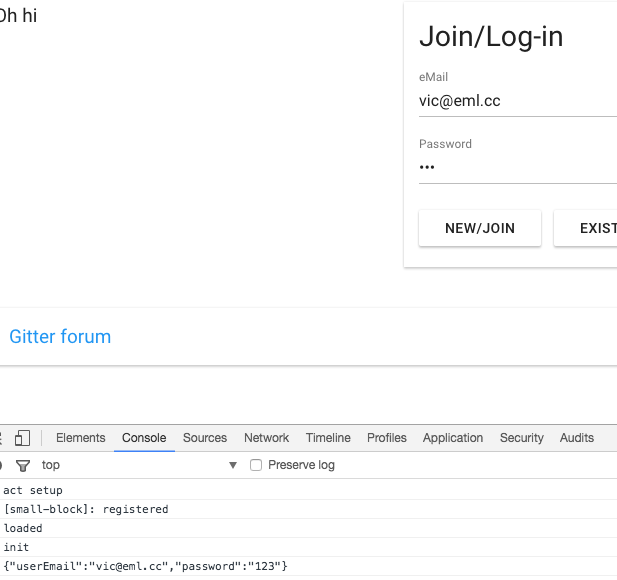 Oh hi
Join/Log-in
eMail
vic@eml.cc
Password
•••
NEW/JOIN
EXIST
Gitter forum
Elements Console Sources Network Timeline Profiles Application Security Audits
top ▼ Preserve log
act setup
[small-block]: registered
loaded
init
{"userEmail":"vic@eml.cc","password":"123"}